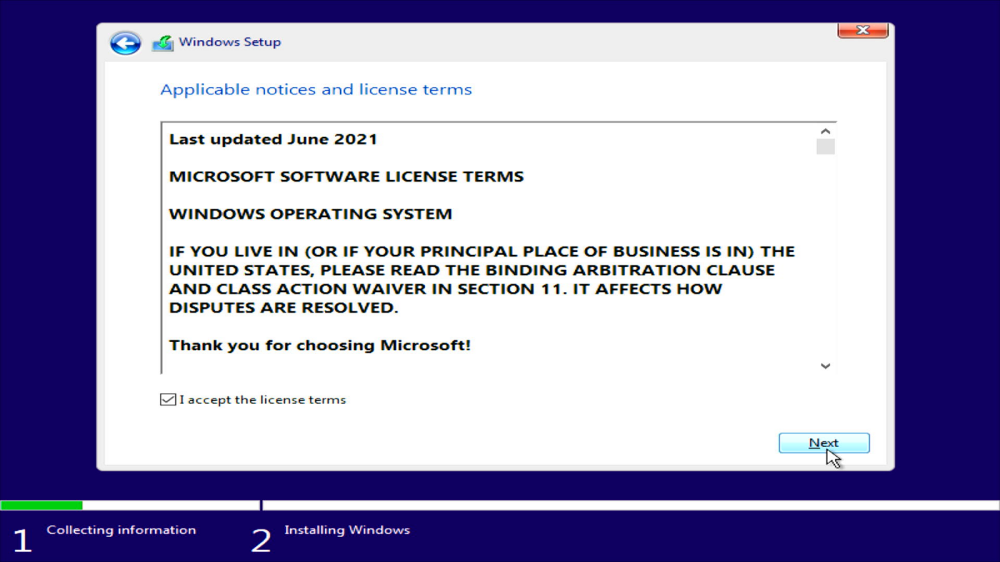 Windows Setup
Applicable notices and license terms
Last updated June 2021
MICROSOFT SOFTWARE LICENSE TERMS
WINDOWS OPERATING SYSTEM
IF YOU LIVE IN (OR IF YOUR PRINCIPAL PLACE OF BUSINESS IS IN) THE
UNITED STATES, PLEASE READ THE BINDING ARBITRATION CLAUSE
AND CLASS ACTION WAIVER IN SECTION 11. IT AFFECTS HOW
DISPUTES ARE RESOLVED.
Thank you for choosing Microsoft!
I accept the license terms
Next
1 Collecting information
2 Installing Windows